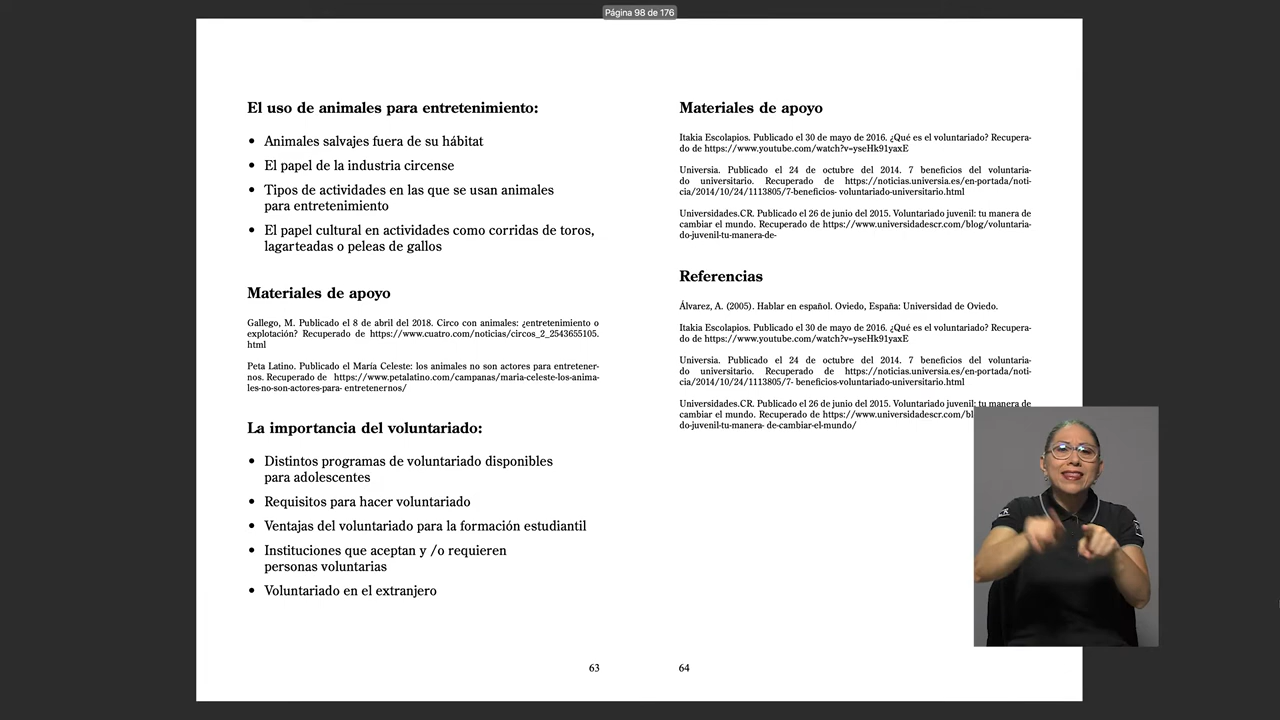 Página 98 de 176
El uso de animales para entretenimiento:
• Animales salvajes fuera de su hábitat
• El papel de la industria circense
• Tipos de actividades en las que se usan animales
para entretenimiento
• El papel cultural en actividades como corridas de toros,
lagarteadas o peleas de gallos
Materiales de apoyo
Gallego, M. Publicado el 8 de abril del 2018. Circo con animales: ¿entretenimiento o
explotación? Recuperado de https://www.cuatro.com/noticias/circos_2_2543655105.
html
Peta Latino. Publicado el María Celeste: los animales no son actores para entretener-
nos. Recuperado de https://www.petalatino.com/campanas/maria-celeste-los-anima-
les-no-son-actores-para- entretenernos/
La importancia del voluntariado:
• Distintos programas de voluntariado disponibles
para adolescentes
• Requisitos para hacer voluntariado
• Ventajas del voluntariado para la formación estudiantil
• Instituciones que aceptan y /o requieren
personas voluntarias
• Voluntariado en el extranjero
63
Materiales de apoyo
Itakia Escolapios. Publicado el 30 de mayo de 2016. ¿Qué es el voluntariado? Recupera-
do de https://www.youtube.com/watch?v=yseHk91yaxE
Universia. Publicado el 24 de octubre del 2014. 7 beneficios del voluntaria-
do universitario. Recuperado de https://noticias.universia.es/en-portada/noti-
cia/2014/10/24/1113805/7-beneficios- voluntariado-universitario.html
Universidades.CR. Publicado el 26 de junio del 2015. Voluntariado juvenil: tu manera de
cambiar el mundo. Recuperado de https://www.universidadescr.com/blog/voluntaria-
do-juvenil-tu-manera-de-
Referencias
Álvarez, A. (2005). Hablar en español. Oviedo, España: Universidad de Oviedo.
Itakia Escolapios. Publicado el 30 de mayo de 2016. ¿Qué es el voluntariado? Recupera-
do de https://www.youtube.com/watch?v=yseHk91yaxE
Universia. Publicado el 24 de octubre del 2014. 7 beneficios del voluntaria-
do universitario. Recuperado de https://noticias.universia.es/en-portada/noti-
cia/2014/10/24/1113805/7- beneficios-voluntariado-universitario.html
Universidades.CR. Publicado el 26 de junio del 2015. Voluntariado juvenil: tu manera de
cambiar el mundo. Recuperado de https://www.universidadescr.com/bl
do-juvenil-tu-manera- de-cambiar-el-mundo/
64